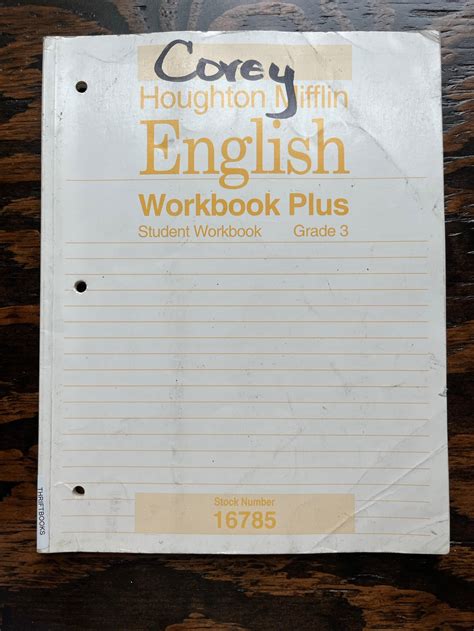 Corey
Houghton Mifflin
English
Workbook Plus
Student Workbook Grade 3
THRIFTBOOKS
Stock Number
16785